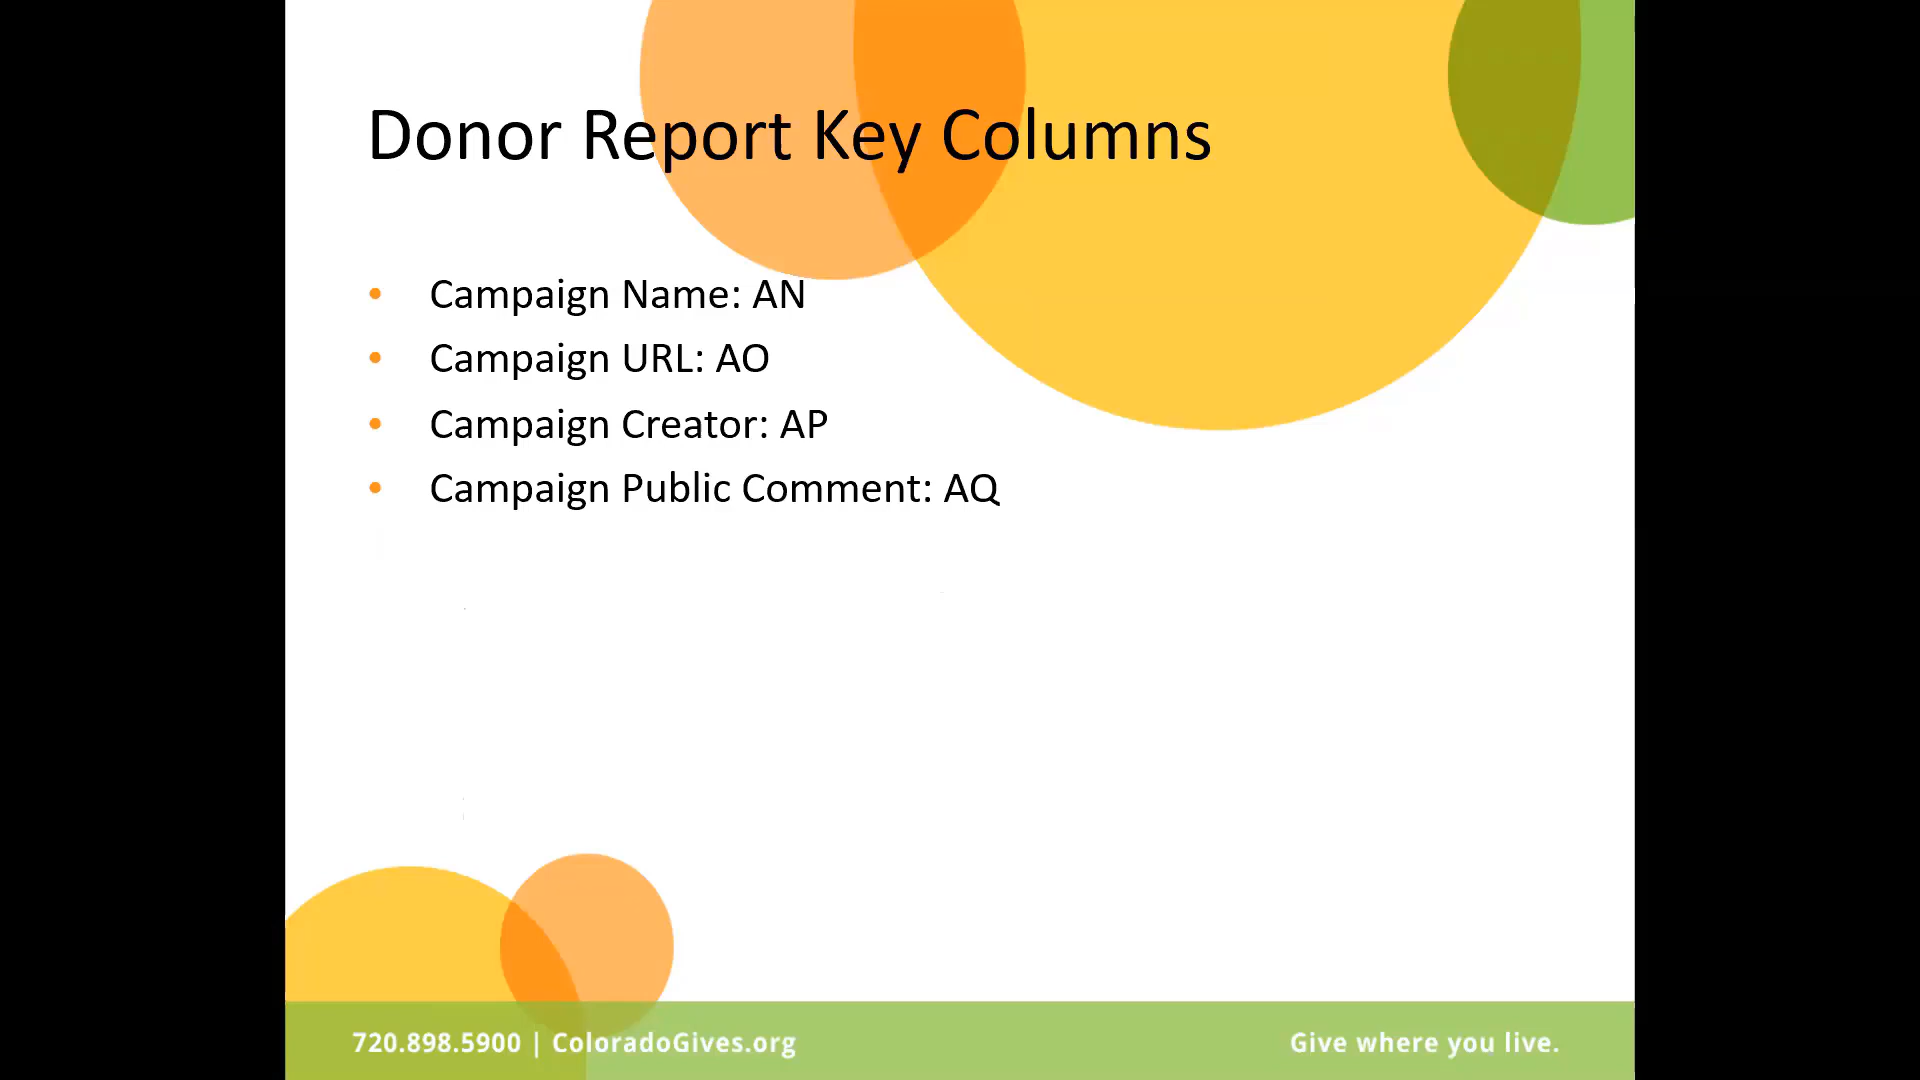 Donor Report Key Columns
• Campaign Name: AN
• Campaign URL: AO
• Campaign Creator: AP
• Campaign Public Comment: AQ
720.898.5900 | ColoradoGives.org
Give where you live.